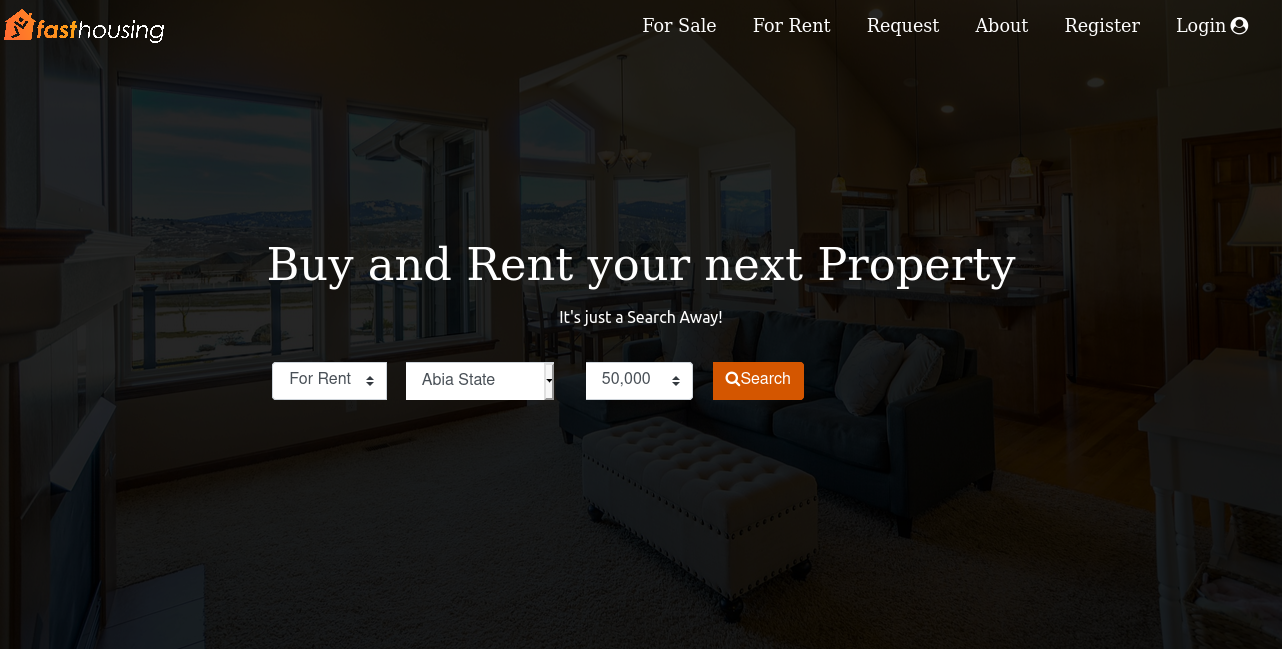 fasthousing
For Sale For Rent Request About Register Login
Buy and Rent your next Property
It's just a Search Away!
For Rent Abia State 50,000 Search